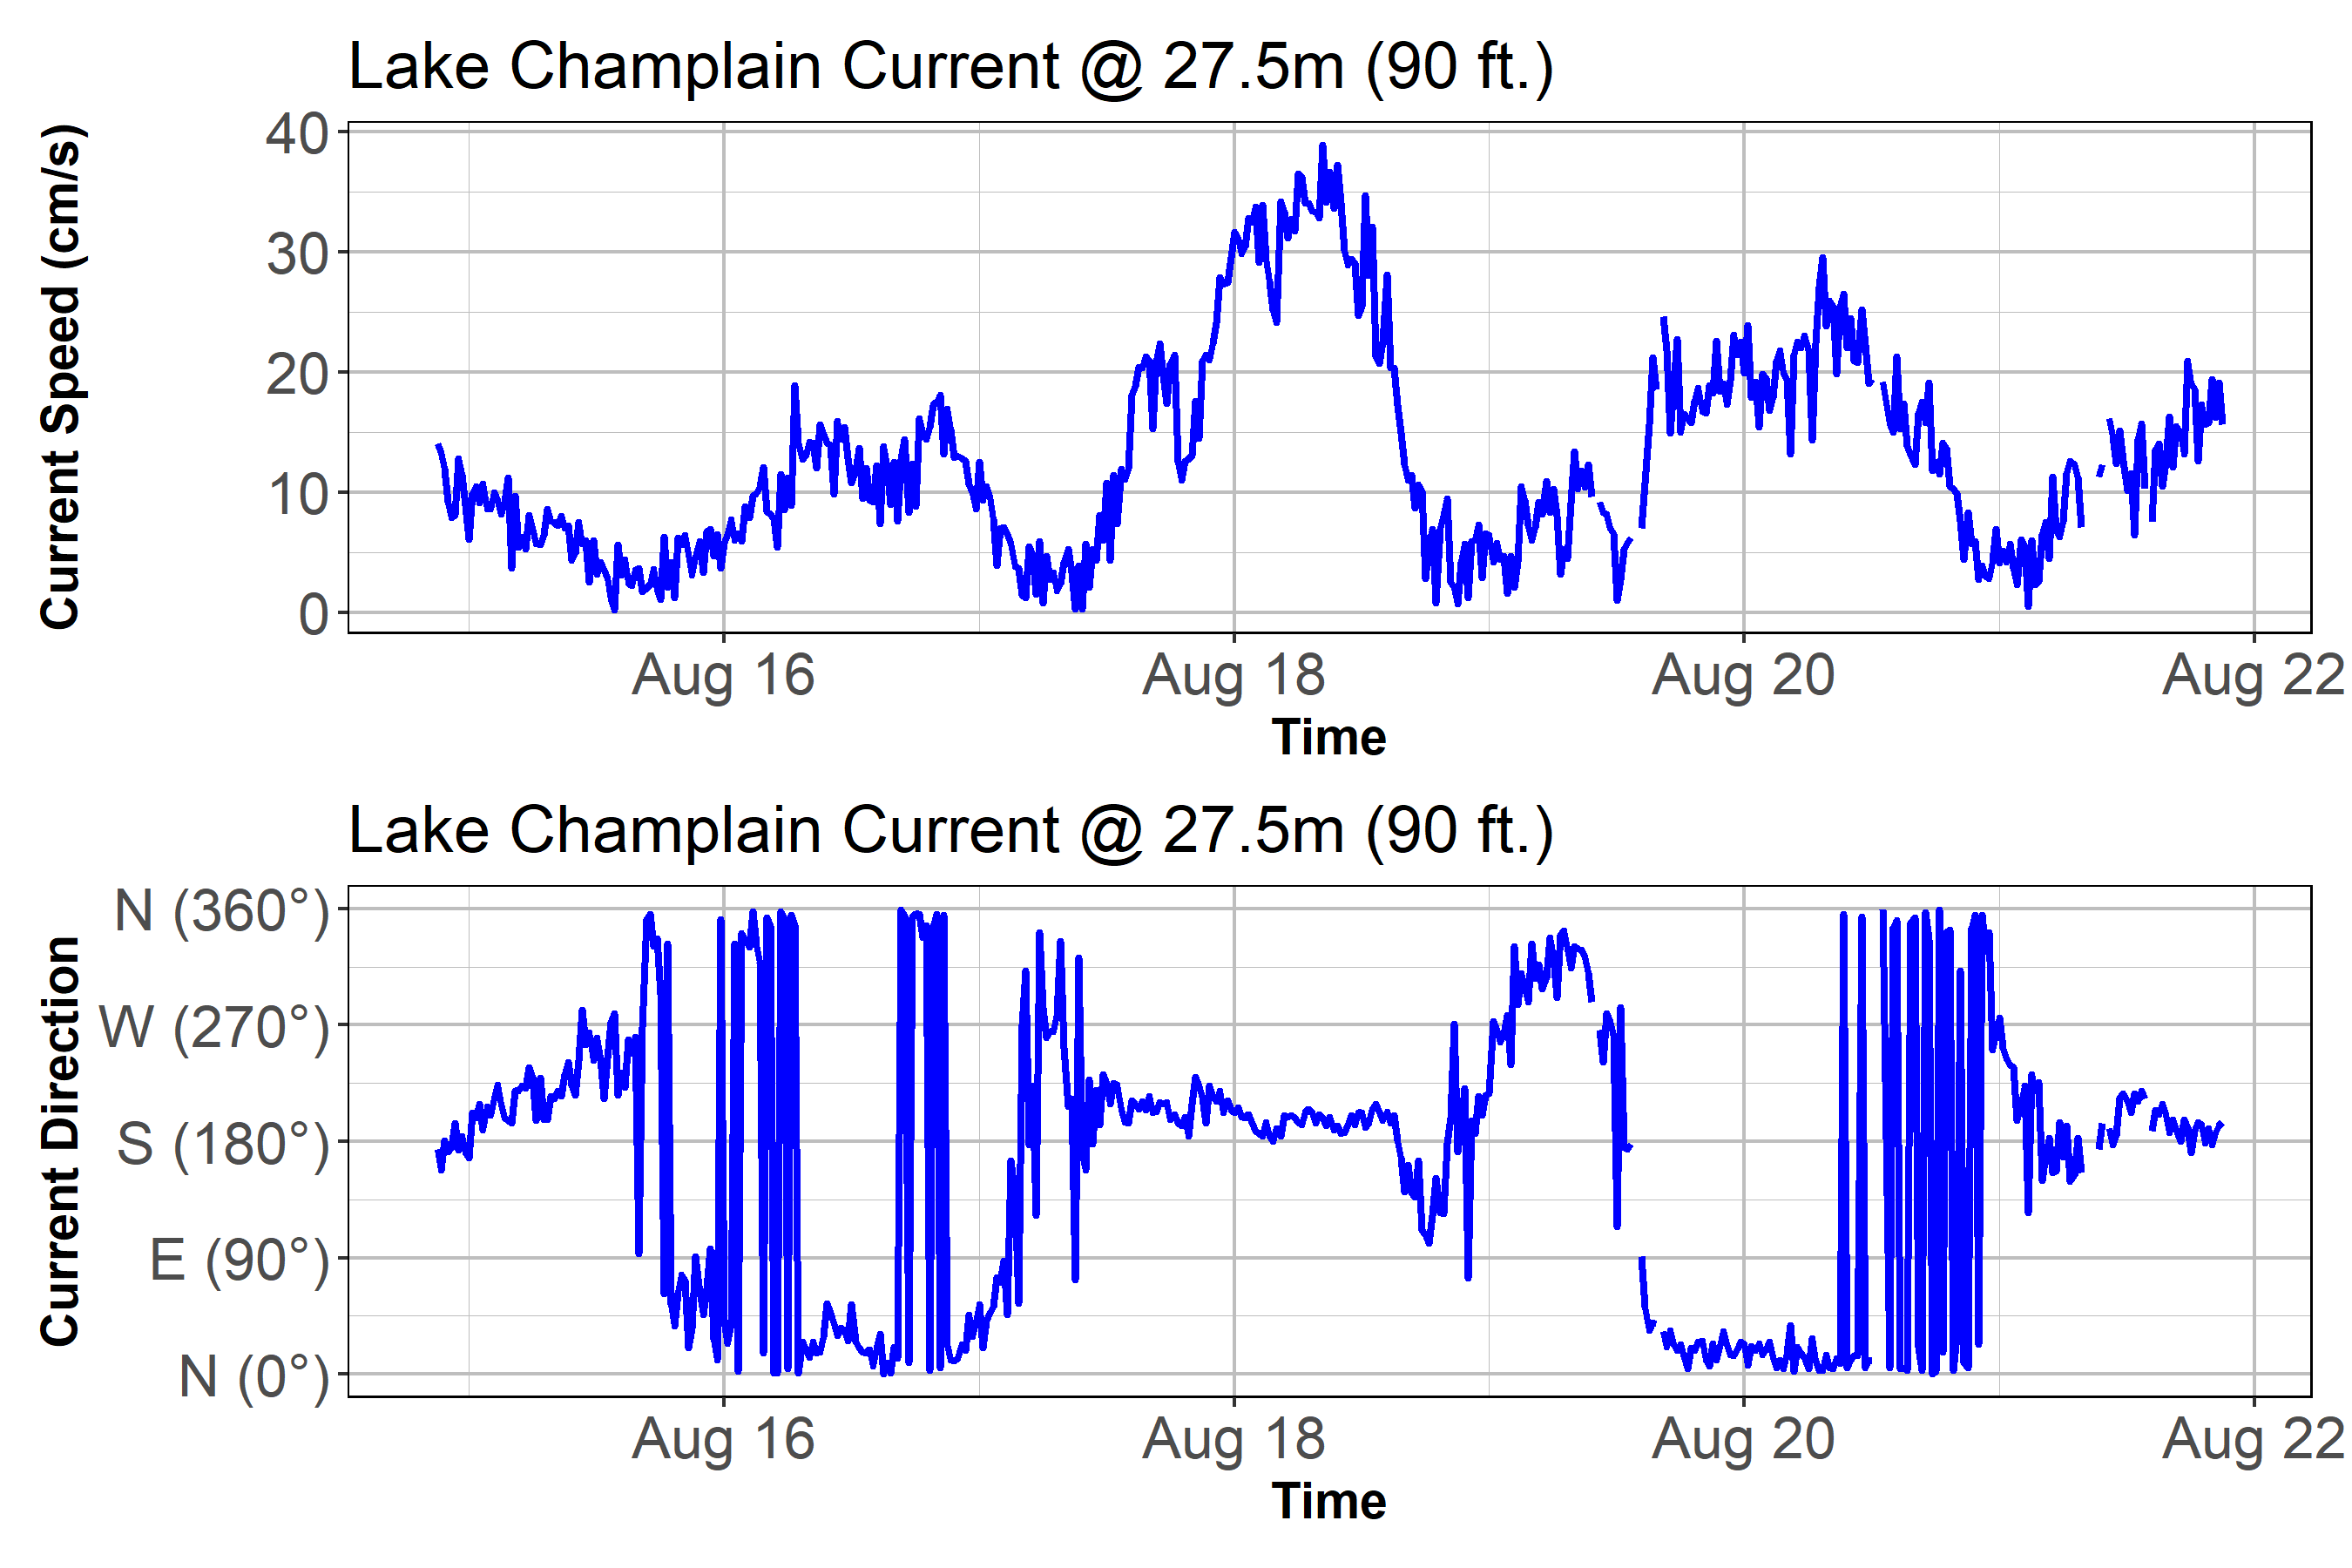 Lake Champlain Current @ 27.5m (90 ft.)
Current Speed (cm/s)
40
30
20
10
0
Aug 16 Aug 18 Aug 20 Aug 22
Time
Lake Champlain Current @ 27.5m (90 ft.)
Current Direction
N (360°)
W (270°)
S (180°)
E (90°)
N (0°)
Aug 16 Aug 18 Aug 20 Aug 22
Time